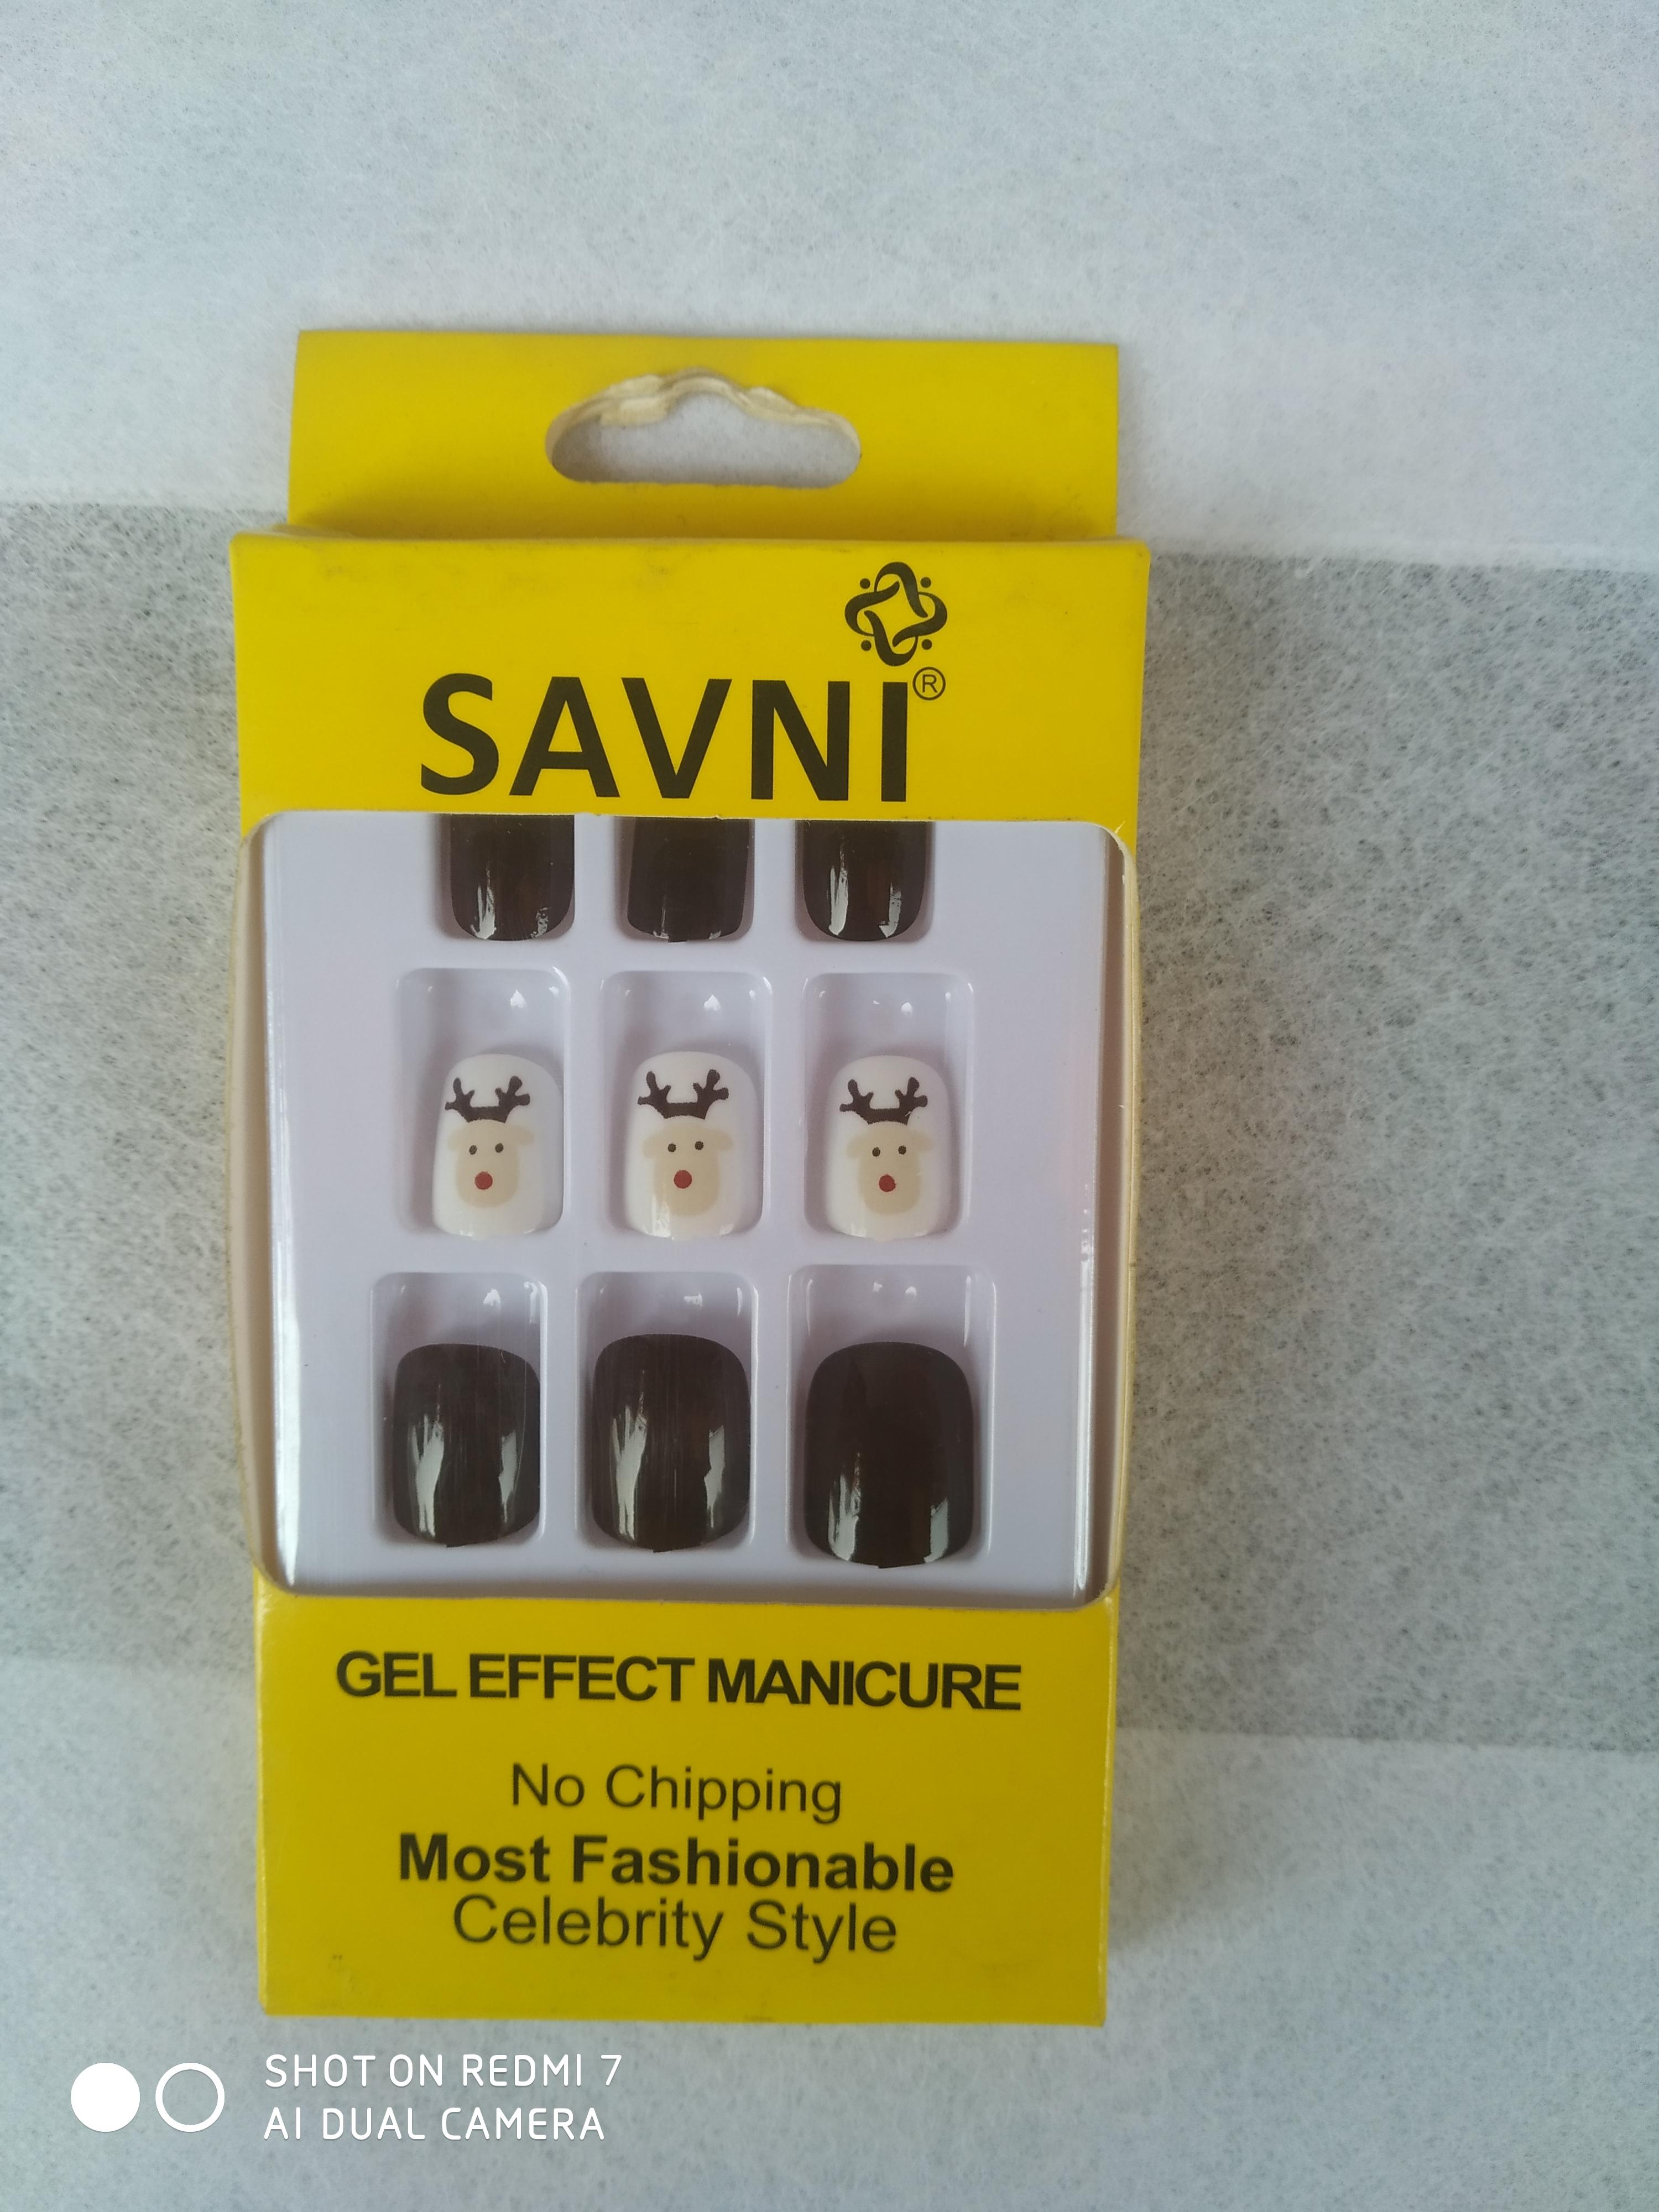 SAVNI®
GEL EFFECT MANICURE
No Chipping
Most Fashionable
Celebrity Style
SHOT ON REDMI 7
AI DUAL CAMERA